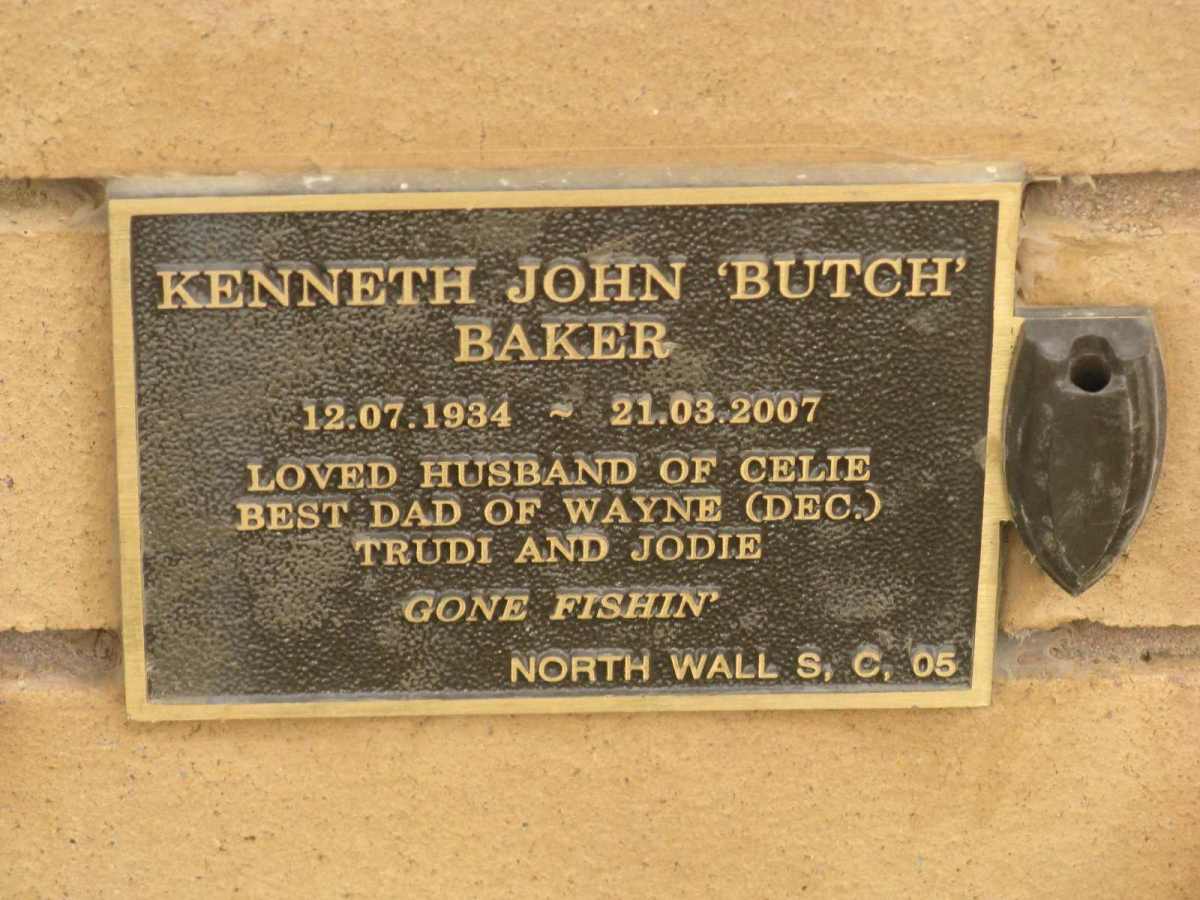 KENNETH JOHN 'BUTCH'
BAKER
12.07.1934 ~ 21.03.2007
LOVED HUSBAND OF CELIE
BEST DAD OF WAYNE (DEC.)
TRUDI AND JODIE
GONE FISHIN'
NORTH WALL S, C, 05